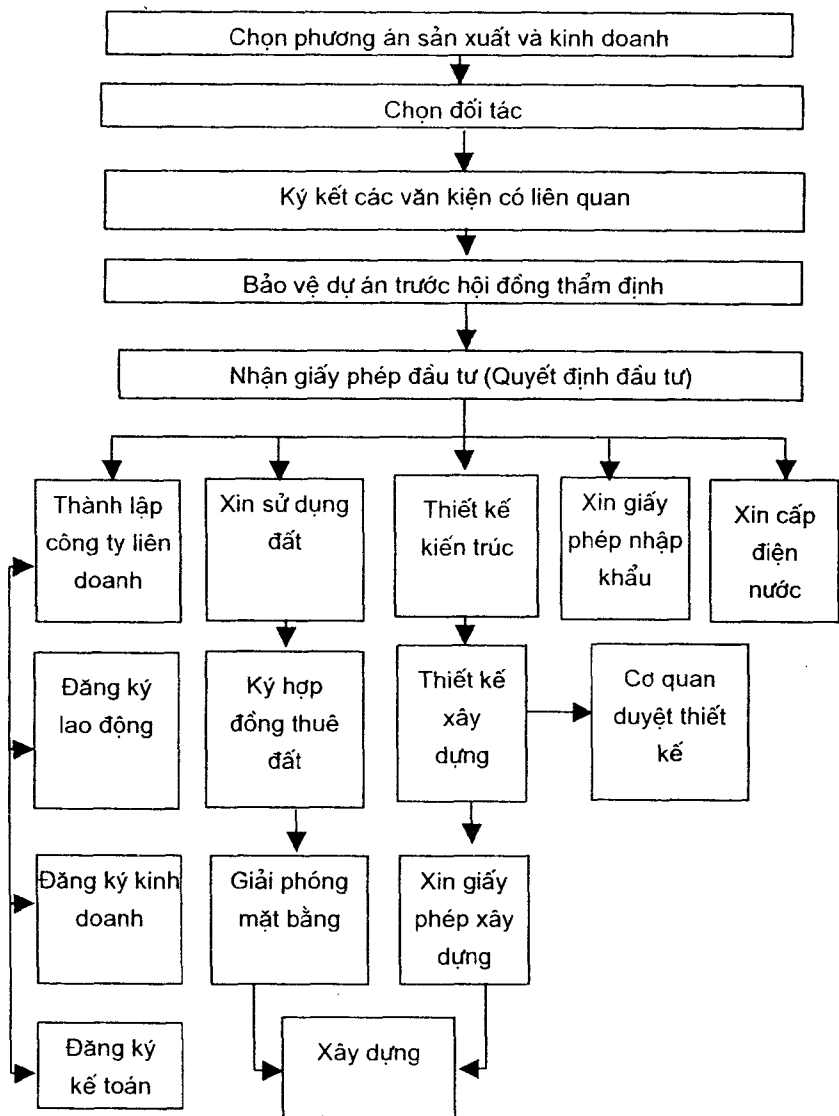 Chọn phương án sản xuất và kinh doanh
Chọn đối tác
Ký kết các văn kiện có liên quan
Bảo vệ dự án trước hội đồng thẩm định
Nhận giấy phép đầu tư (Quyết định đầu tư)
Thành lập
công ty liên
doanh
Xin sử dụng
đất
Thiết kế
kiến trúc
Xin giấy
phép nhập
khẩu
Xin cấp
điện
nước
Đăng ký
lao động
Ký hợp
đồng thuê
đất
Thiết kế
xây
dựng
Cơ quan
duyệt thiết
kế
Đăng ký kinh
doanh
Giải phóng
mặt bằng
Xin giấy
phép xây
dựng
Đăng ký
kế toán
Xây dựng